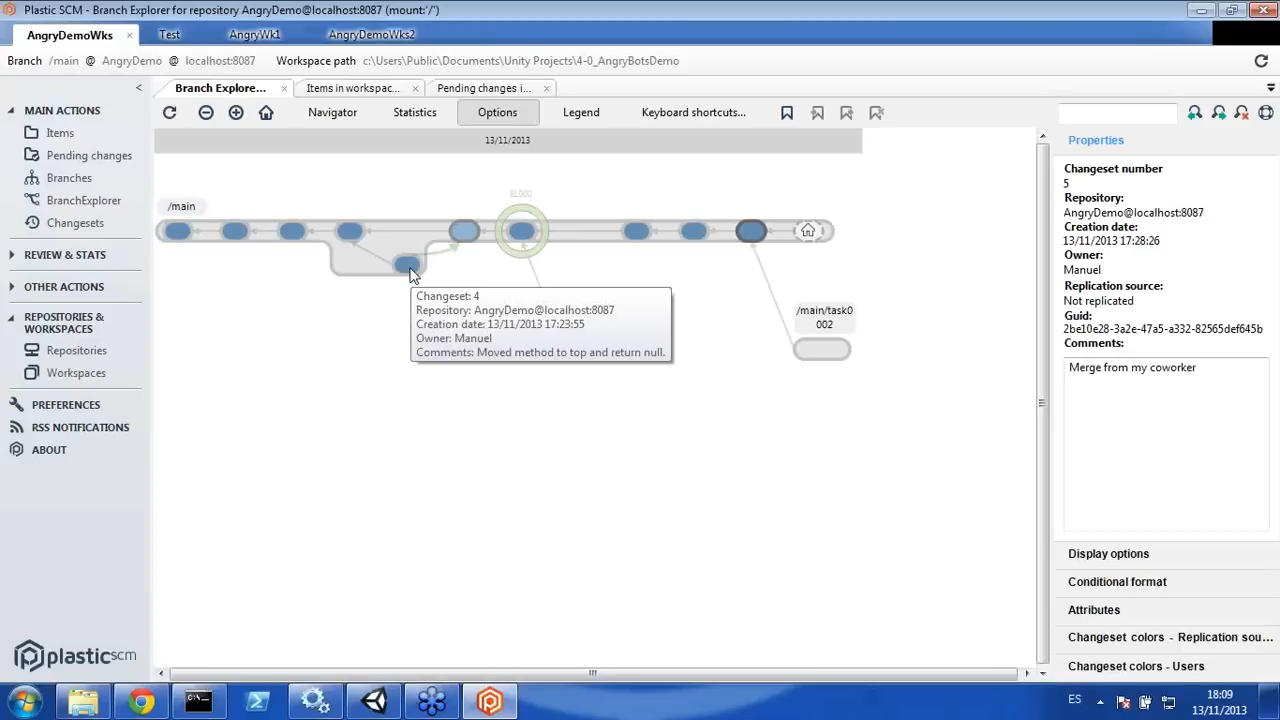 Plastic SCM - Branch Explorer for repository AngryDemo@localhost:8087 (mount:'/')
AngryDemoWks
Test
AngryWk1
AngryDemoWks2
Branch /main @ AngryDemo @ localhost:8087
Workspace path c:\Users\Public\Documents\Unity Projects\4-0_AngryBotsDemo
MAIN ACTIONS
Items
Pending changes
Branches
BranchExplorer
Changesets
REVIEW & STATS
OTHER ACTIONS
REPOSITORIES &
WORKSPACES
Repositories
Workspaces
PREFERENCES
RSS NOTIFICATIONS
ABOUT
plasticscm
Branch Explore...
Items in workspac...
Pending changes i...
Navigator
Statistics
Options
Legend
Keyboard shortcuts...
13/11/2013
/main
BL000
Changeset: 4
Repository: AngryDemo@localhost:8087
Creation date: 13/11/2013 17:23:55
Owner: Manuel
Comments: Moved method to top and return null.
/main/task0
002
Properties
Changeset number
5
Repository:
AngryDemo@localhost:8087
Creation date:
13/11/2013 17:28:26
Owner:
Manuel
Replication source:
Not replicated
Guid:
2be10e28-3a2e-47a5-a332-82565def645b
Comments:
Merge from my coworker
Display options
Conditional format
Attributes
Changeset colors - Replication sou...
Changeset colors - Users
ES
18:09
13/11/2013